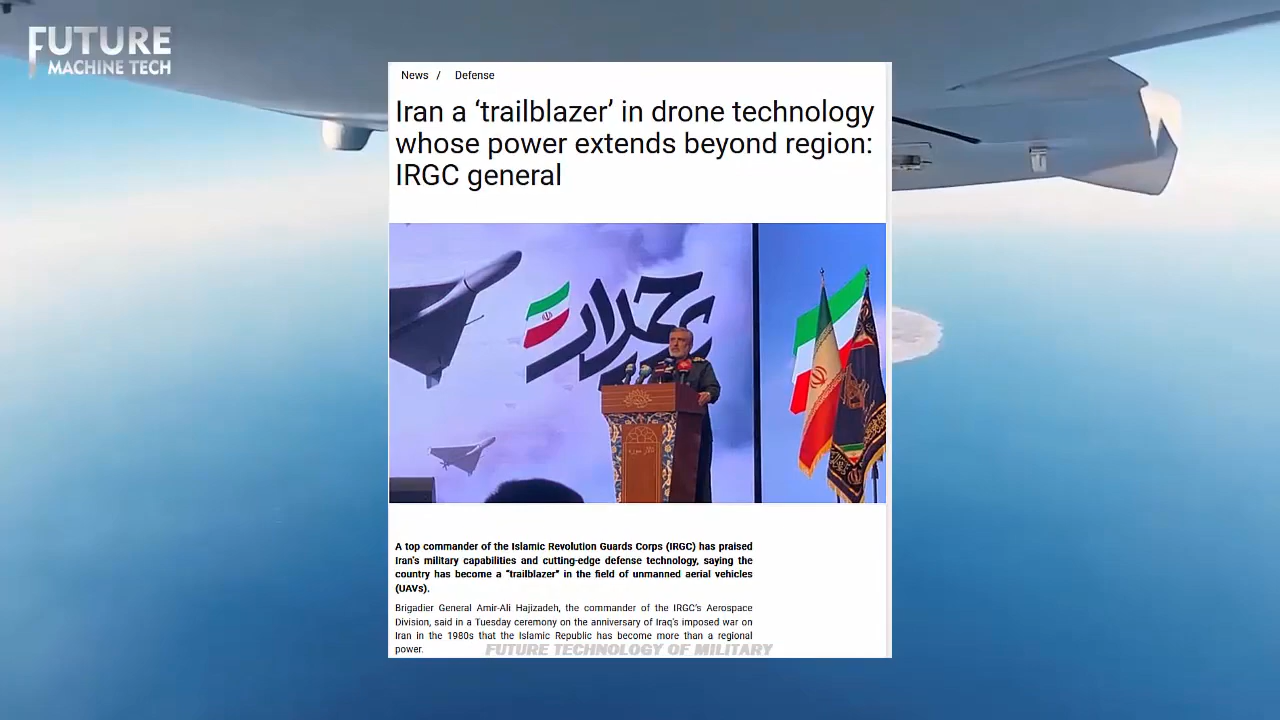 FUTURE
MACHINE TECH
News / Defense
Iran a ‘trailblazer’ in drone technology
whose power extends beyond region:
IRGC general
A top commander of the Islamic Revolution Guards Corps (IRGC) has praised
Iran's military capabilities and cutting-edge defense technology, saying the
country has become a “trailblazer” in the field of unmanned aerial vehicles
(UAVs).
Brigadier General Amir-Ali Hajizadeh, the commander of the IRGC’s Aerospace
Division, said in a Tuesday ceremony on the anniversary of Iraq's imposed war on
Iran in the 1980s that the Islamic Republic has become more than a regional
power.
FUTURE TECHNOLOGY OF MILITARY